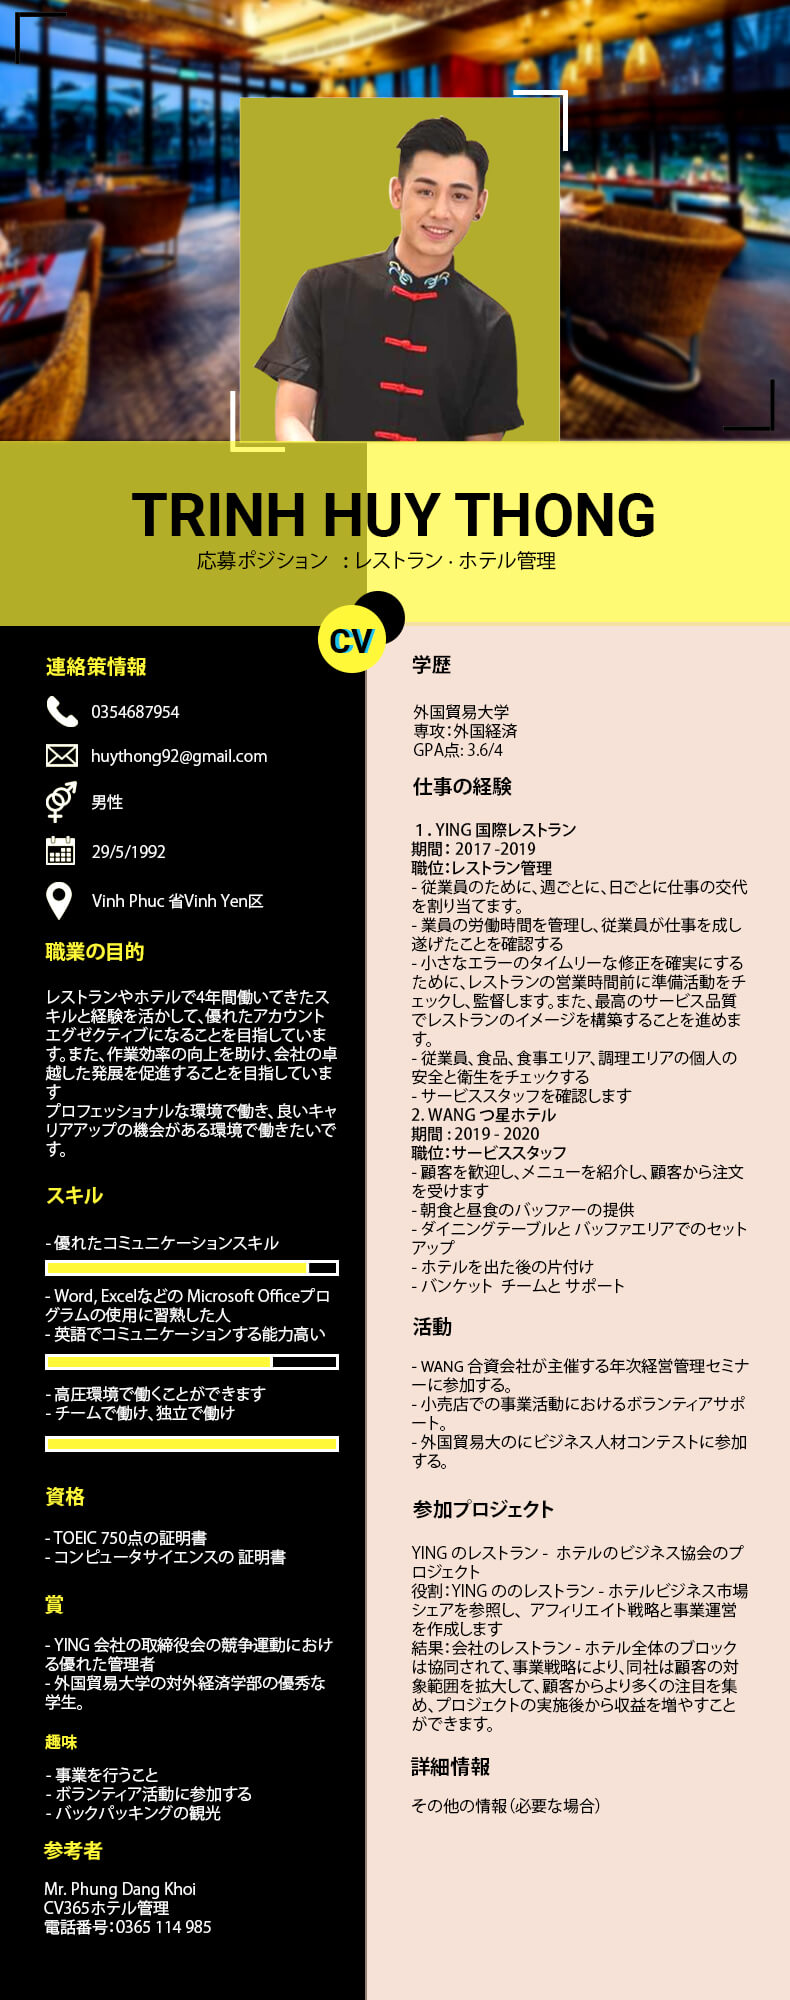 TRINH HUY THONG
応募ポジション : レストラン · ホテル管理
CV
連絡策情報
0354687954
huythong92@gmail.com
男性
29/5/1992
Vinh Phuc 省Vinh Yen区
職業の目的
レストランやホテルで4年間働いてきたス
キルと経験を活かして、優れたアカウント
エグゼクティブになることを目指していま
す。また、作業効率の向上を助け、会社の卓
越した発展を促進することを目指していま
す
プロフェッショナルな環境で働き、良いキャ
リアアップの機会がある環境で働きたいで
す。
スキル
- 優れたコミュニケーションスキル
- Word, Excelなどの Microsoft Officeプロ
グラムの使用に習熟した人
- 英語でコミュニケーションする能力高い
- 高圧環境で働くことができます
- チームで働け、独立で働け
資格
- TOEIC 750点の証明書
- コンピュータサイエンスの 証明書
賞
- YING 会社の取締役会の競争運動におけ
る優れた管理者
- 外国貿易大学の対外経済学部の優秀な
学生。
趣味
- 事業を行うこと
- ボランティア活動に参加する
- バックパッキングの観光
参考者
Mr. Phung Dang Khoi
CV365ホテル管理
電話番号：0365 114 985
学歴
外国貿易大学
専攻：外国経済
GPA点: 3.6/4
仕事の経験
１. YING 国際レストラン
期間： 2017 -2019
職位：レストラン管理
- 従業員のために、週ごとに、日ごとに仕事の交代
を割り当てます。
- 業員の労働時間を管理し、従業員が仕事を成し
遂げたことを確認する
- 小さなエラーのタイムリーな修正を確実にする
ために、レストランの営業時間前に準備活動をチ
ェックし、監督します。また、最高のサービス品質
でレストランのイメージを構築することを進めま
す。
- 従業員、食品、食事エリア、調理エリアの個人の
安全と衛生をチェックする
- サービススタッフを確認します
2. WANG つ星ホテル
期間 : 2019 - 2020
職位：サービススタッフ
- 顧客を歓迎し、メニューを紹介し、顧客から注文
を受けます
- 朝食と昼食のバッファーの提供
- ダイニングテーブルと バッファエリアでのセット
アップ
- ホテルを出た後の片付け
- バンケット チームと サポート
活動
- WANG 合資会社が主催する年次経営管理セミナ
ーに参加する。
- 小売店での事業活動におけるボランティアサポ
ート。
- 外国貿易大のにビジネス人材コンテストに参加
する。
参加プロジェクト
YING のレストラン - ホテルのビジネス協会のプ
ロジェクト
役割：YING ののレストラン - ホテルビジネス市場
シェアを参照し、 アフィリエイト戦略と事業運営
を作成します
結果：会社のレストラン - ホテル全体のブロック
は協同されて、事業戦略により、同社は顧客の対
象範囲を拡大して、顧客からより多くの注目を集
め、プロジェクトの実施後から収益を増やすこと
ができます。
詳細情報
その他の情報（必要な場合）